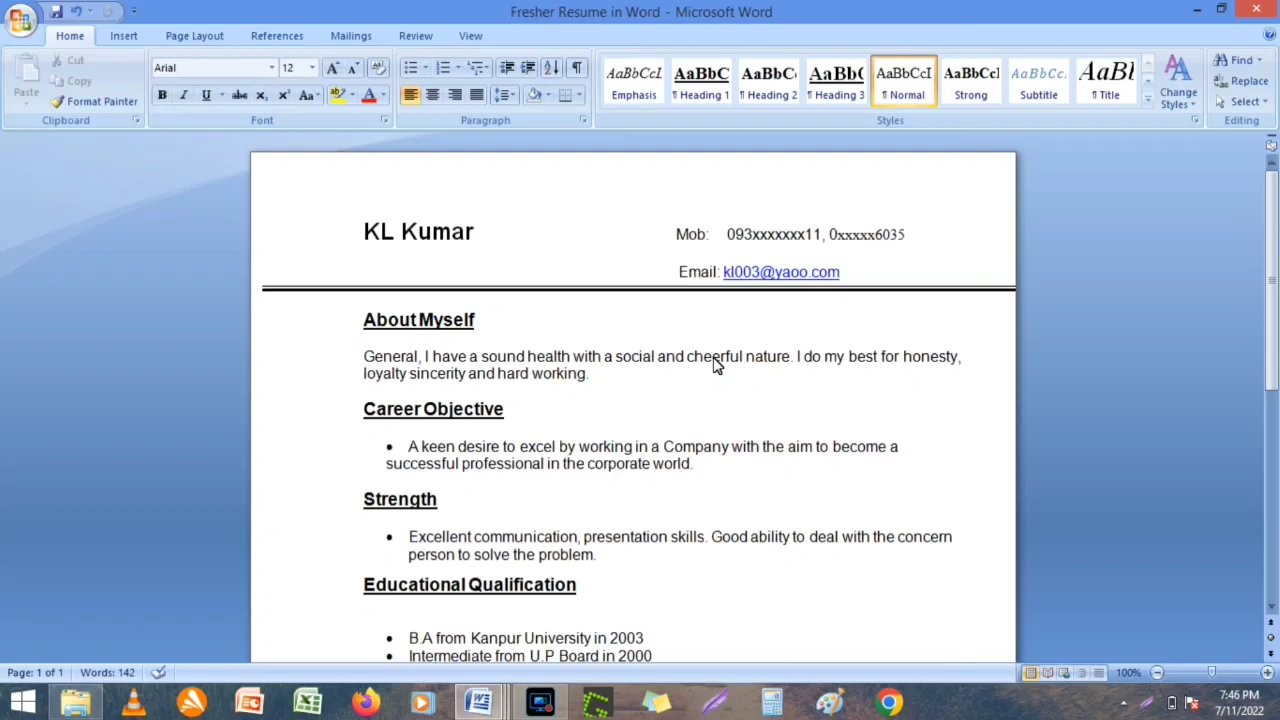 Fresher Resume in Word - Microsoft Word
Home Insert Page Layout References Mailings Review View
Paste
Cut
Copy
Format Painter
Clipboard
Arial 12
B I U abc x₂ x² Aa
Font
Paragraph
AaBbCcI AaBbC AaBbC AaBb( AaBbCcI AaBbCcI AaBbCc. AaBl
Emphasis ¶ Heading 1 ¶ Heading 2 ¶ Heading 3 ¶ Normal Strong Subtitle ¶ Title
Change Styles
Styles
Find
Replace
Select
Editing
KL Kumar Mob: 093xxxxxxx11, 0xxxxx6035
Email: kl003@yaoo.com
About Myself
General, I have a sound health with a social and cheerful nature. I do my best for honesty,
loyalty sincerity and hard working.
Career Objective
• A keen desire to excel by working in a Company with the aim to become a
successful professional in the corporate world.
Strength
• Excellent communication, presentation skills. Good ability to deal with the concern
person to solve the problem.
Educational Qualification
• B.A from Kanpur University in 2003
• Intermediate from U.P Board in 2000
Page: 1 of 1 Words: 142 100%
7:46 PM
7/11/2022